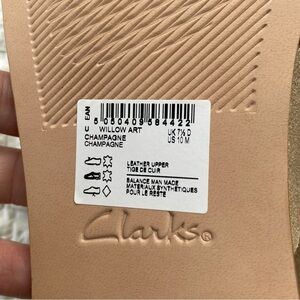 EAN
5 050409 584422
U WILLOW ART
CHAMPAGNE
CHAMPAGNE
UK 7½ D
US 10 M
LEATHER UPPER
TIGE DE CUIR
BALANCE MAN MADE
MATERIAUX SYNTHÉTIQUES
POUR LE RESTE
Clarks®